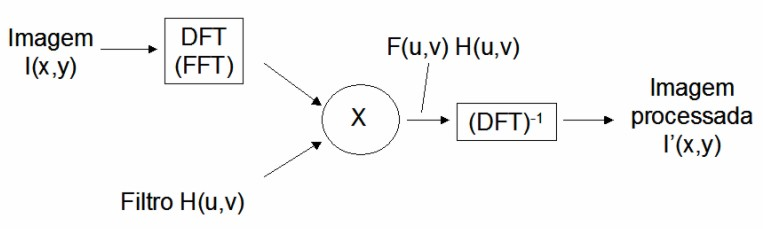 Imagem
I(x,y)
DFT
(FFT)
F(u,v) H(u,v)
X
(DFT)-1
Imagem
processada
I'(x,y)
Filtro H(u,v)